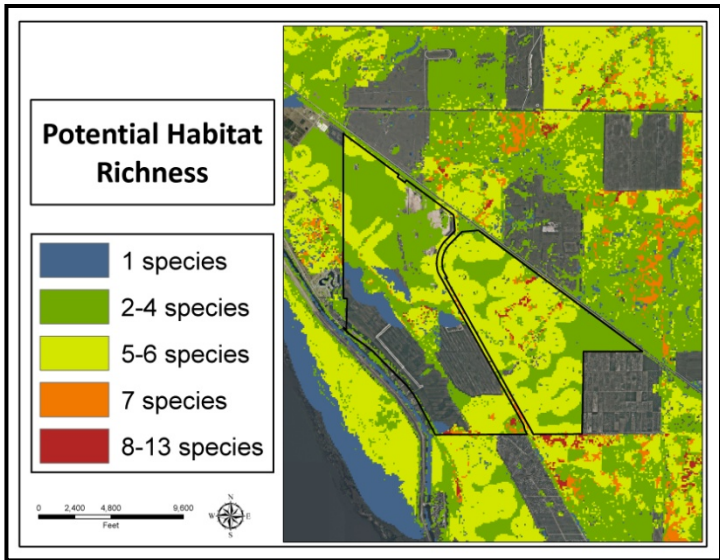 Potential Habitat
Richness
1 species
2-4 species
5-6 species
7 species
8-13 species
0 2,400 4,800 9,600
Feet
N
W E
S